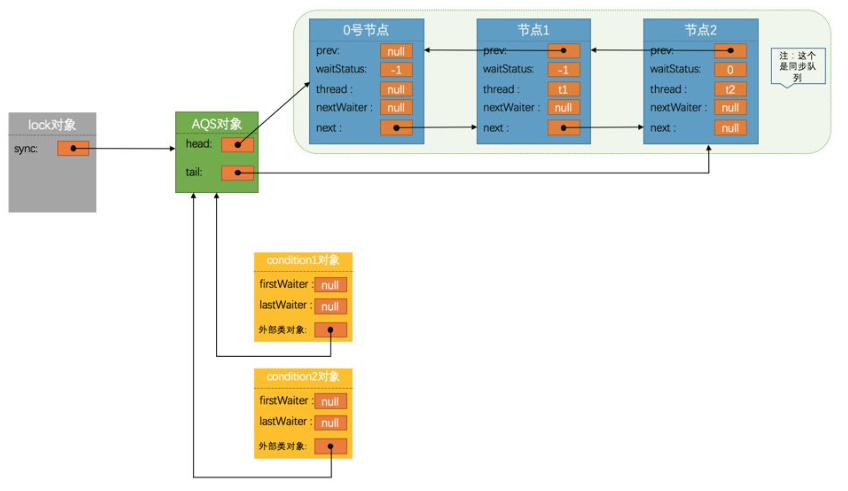 0号节点
prev: null
waitStatus: -1
thread : null
nextWaiter : null
next :
节点1
prev:
waitStatus: -1
thread : t1
nextWaiter : null
next :
节点2
prev:
waitStatus: 0
thread : t2
nextWaiter : null
next : null
注：这个
是同步队
列
lock对象
sync:
AQS对象
head:
tail:
condition1对象
firstWaiter : null
lastWaiter : null
外部类对象:
condition2对象
firstWaiter : null
lastWaiter : null
外部类对象: